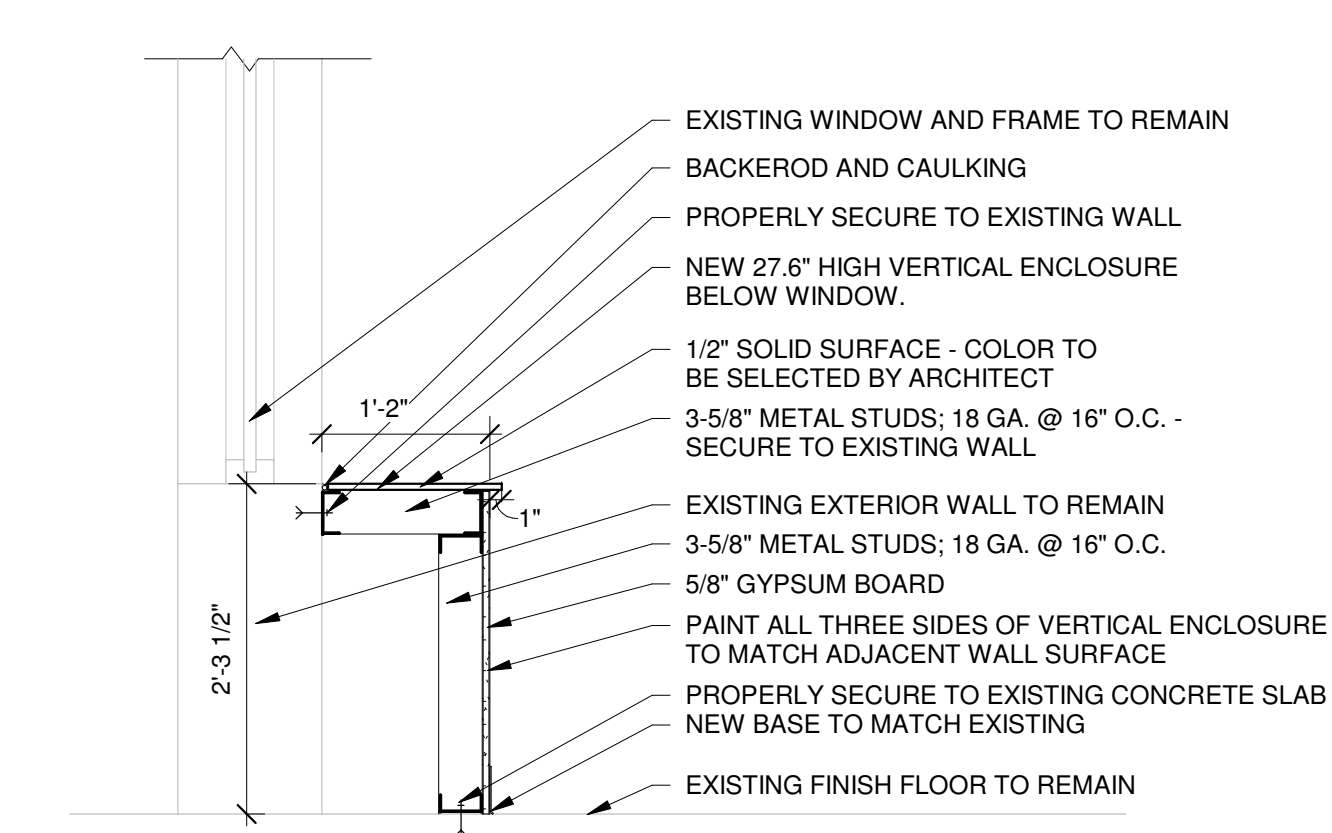 EXISTING WINDOW AND FRAME TO REMAIN
BACKEROD AND CAULKING
PROPERLY SECURE TO EXISTING WALL
NEW 27.6" HIGH VERTICAL ENCLOSURE
BELOW WINDOW.
1/2" SOLID SURFACE - COLOR TO
BE SELECTED BY ARCHITECT
1'-2"
3-5/8" METAL STUDS; 18 GA. @ 16" O.C. -
SECURE TO EXISTING WALL
EXISTING EXTERIOR WALL TO REMAIN
1"
3-5/8" METAL STUDS; 18 GA. @ 16" O.C.
5/8" GYPSUM BOARD
2'-3 1/2"
PAINT ALL THREE SIDES OF VERTICAL ENCLOSURE
TO MATCH ADJACENT WALL SURFACE
PROPERLY SECURE TO EXISTING CONCRETE SLAB
NEW BASE TO MATCH EXISTING
EXISTING FINISH FLOOR TO REMAIN